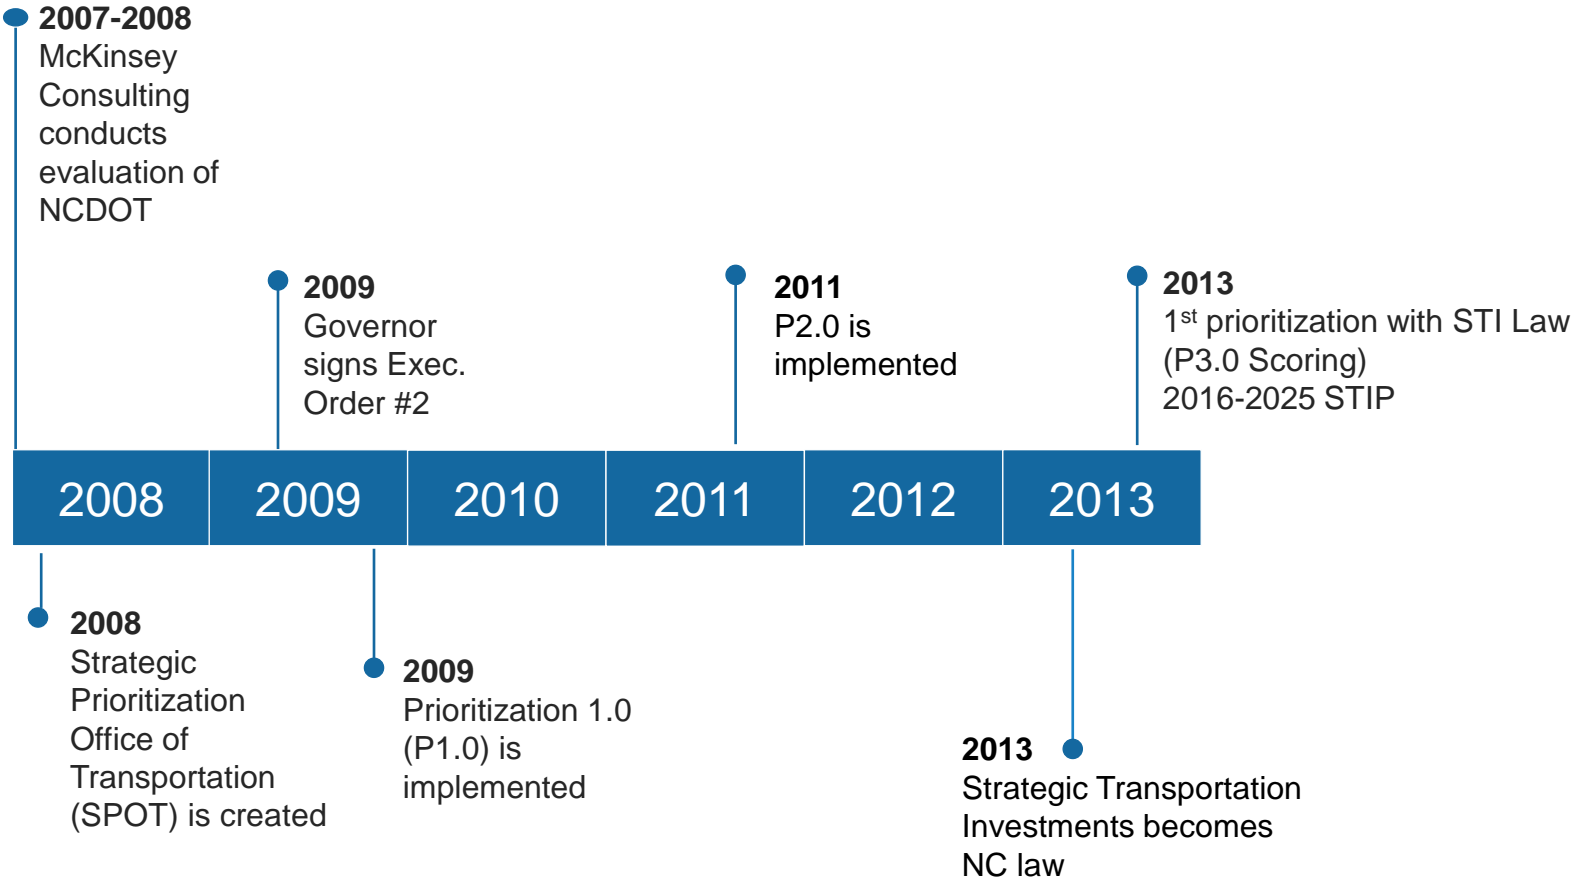 2007-2008
McKinsey
Consulting
conducts
evaluation of
NCDOT
2009
Governor
signs Exec.
Order #2
2011
P2.0 is
implemented
2013
1st prioritization with STI Law
(P3.0 Scoring)
2016-2025 STIP
2008
2009
2010
2011
2012
2013
2008
Strategic
Prioritization
Office of
Transportation
(SPOT) is created
2009
Prioritization 1.0
(P1.0) is
implemented
2013
Strategic Transportation
Investments becomes
NC law